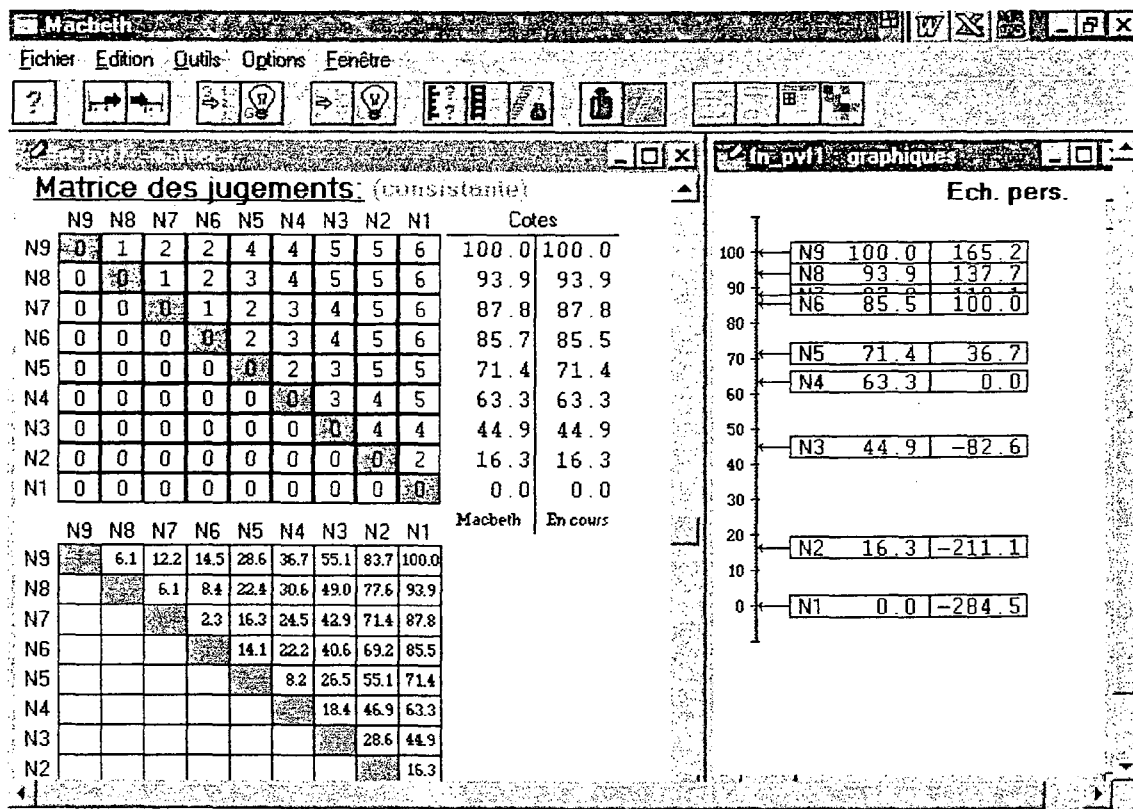 Macbeth
Fichier Edition Outils Options Fenêtre
Matrice des jugements: (consistante)
N9 N8 N7 N6 N5 N4 N3 N2 N1 Cotes
N9 0 1 2 2 4 4 5 5 6 100.0 100.0
N8 0 0 1 2 3 4 5 5 6 93.9 93.9
N7 0 0 0 1 2 3 4 5 6 87.8 87.8
N6 0 0 0 0 2 3 4 5 6 85.7 85.5
N5 0 0 0 0 0 2 3 5 5 71.4 71.4
N4 0 0 0 0 0 0 3 4 5 63.3 63.3
N3 0 0 0 0 0 0 0 4 4 44.9 44.9
N2 0 0 0 0 0 0 0 0 2 16.3 16.3
N1 0 0 0 0 0 0 0 0 0 0.0 0.0
Macbeth En cours
N9 N8 N7 N6 N5 N4 N3 N2 N1
N9 6.1 12.2 14.5 28.6 36.7 55.1 83.7 100.0
N8 6.1 8.4 22.4 30.6 49.0 77.6 93.9
N7 2.3 16.3 24.5 42.9 71.4 87.8
N6 14.1 22.2 40.6 69.2 85.5
N5 8.2 26.5 55.1 71.4
N4 18.4 46.9 63.3
N3 28.6 44.9
N2 16.3
fn_pvf1 graphiques
Ech. pers.
100 N9 100.0 165.2
N8 93.9 137.7
90
N6 85.5 100.0
80
70 N5 71.4 36.7
N4 63.3 0.0
60
50
N3 44.9 -82.6
40
30
20
N2 16.3 -211.1
10
0 N1 0.0 -284.5